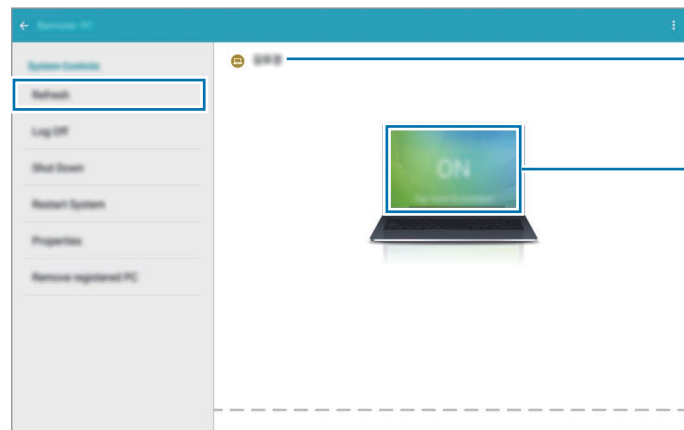 Remote PC
System Controls
Refresh
Log Off
Shut Down
Restart System
Properties
Remove registered PC
ON